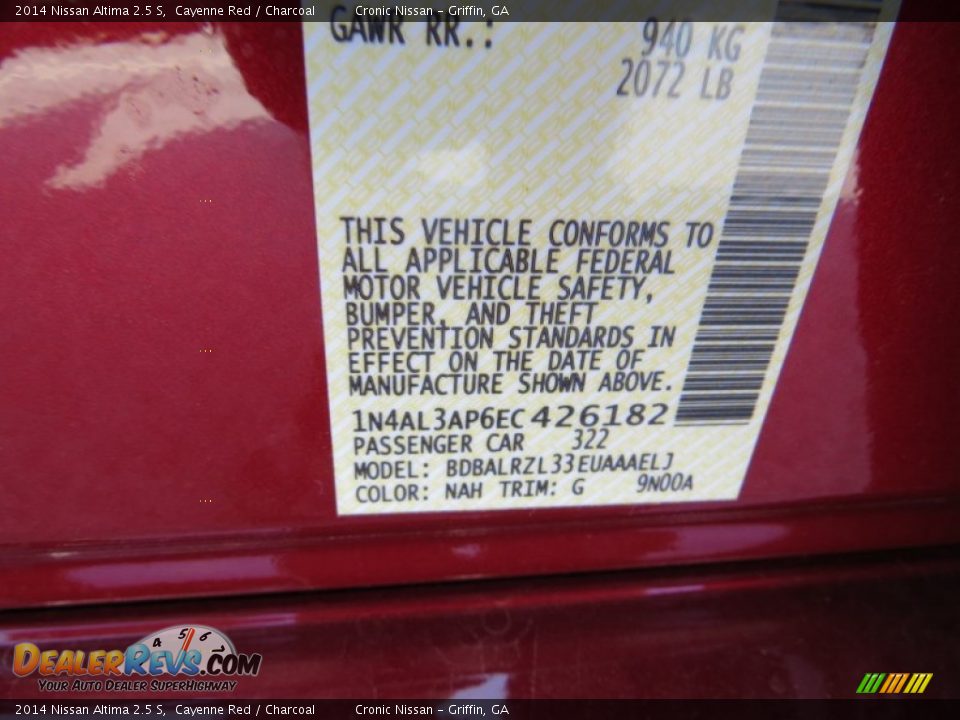 2014 Nissan Altima 2.5 S, Cayenne Red / Charcoal Cronic Nissan - Griffin, GA
GAWR RR.: 940 KG
2072 LB
THIS VEHICLE CONFORMS TO
ALL APPLICABLE FEDERAL
MOTOR VEHICLE SAFETY,
BUMPER, AND THEFT
PREVENTION STANDARDS IN
EFFECT ON THE DATE OF
MANUFACTURE SHOWN ABOVE.
1N4AL3AP6EC426182
PASSENGER CAR 322
MODEL: BDBALRZL33EUAAAELJ
COLOR: NAH TRIM: G 9N00A
4 5 6
DEALERREVS.COM
YOUR AUTO DEALER SUPERHIGHWAY
2014 Nissan Altima 2.5 S, Cayenne Red / Charcoal Cronic Nissan - Griffin, GA